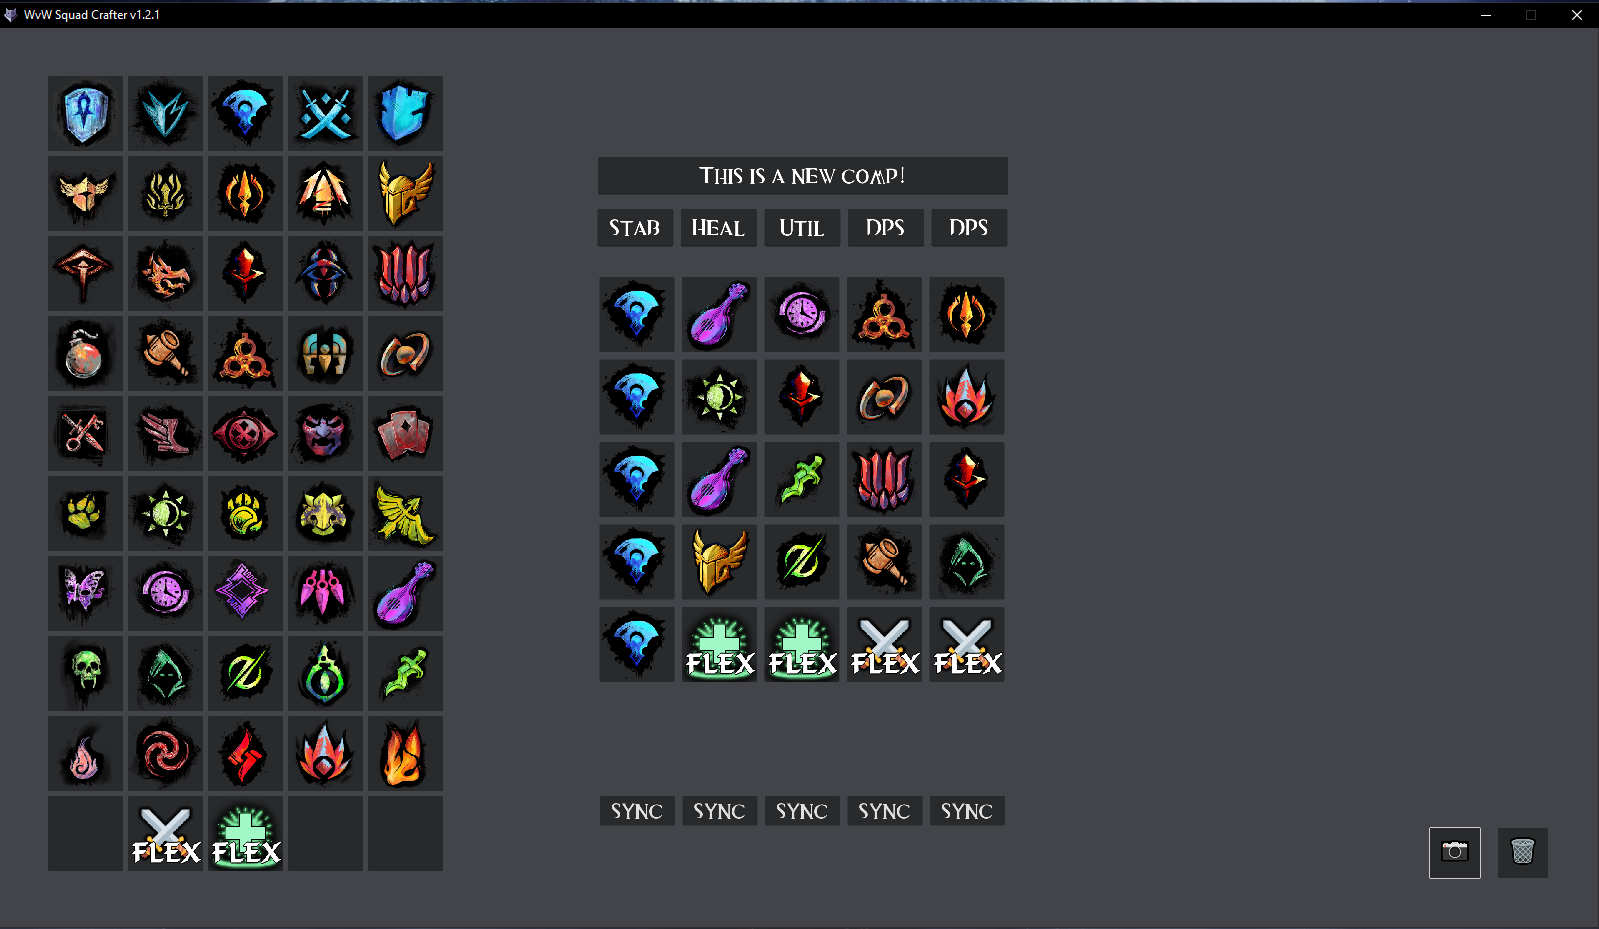 WvW Squad Crafter v1.2.1
This is a new comp!
Stab Heal Util DPS DPS
FLEX FLEX FLEX FLEX
SYNC SYNC SYNC SYNC SYNC
FLEX FLEX